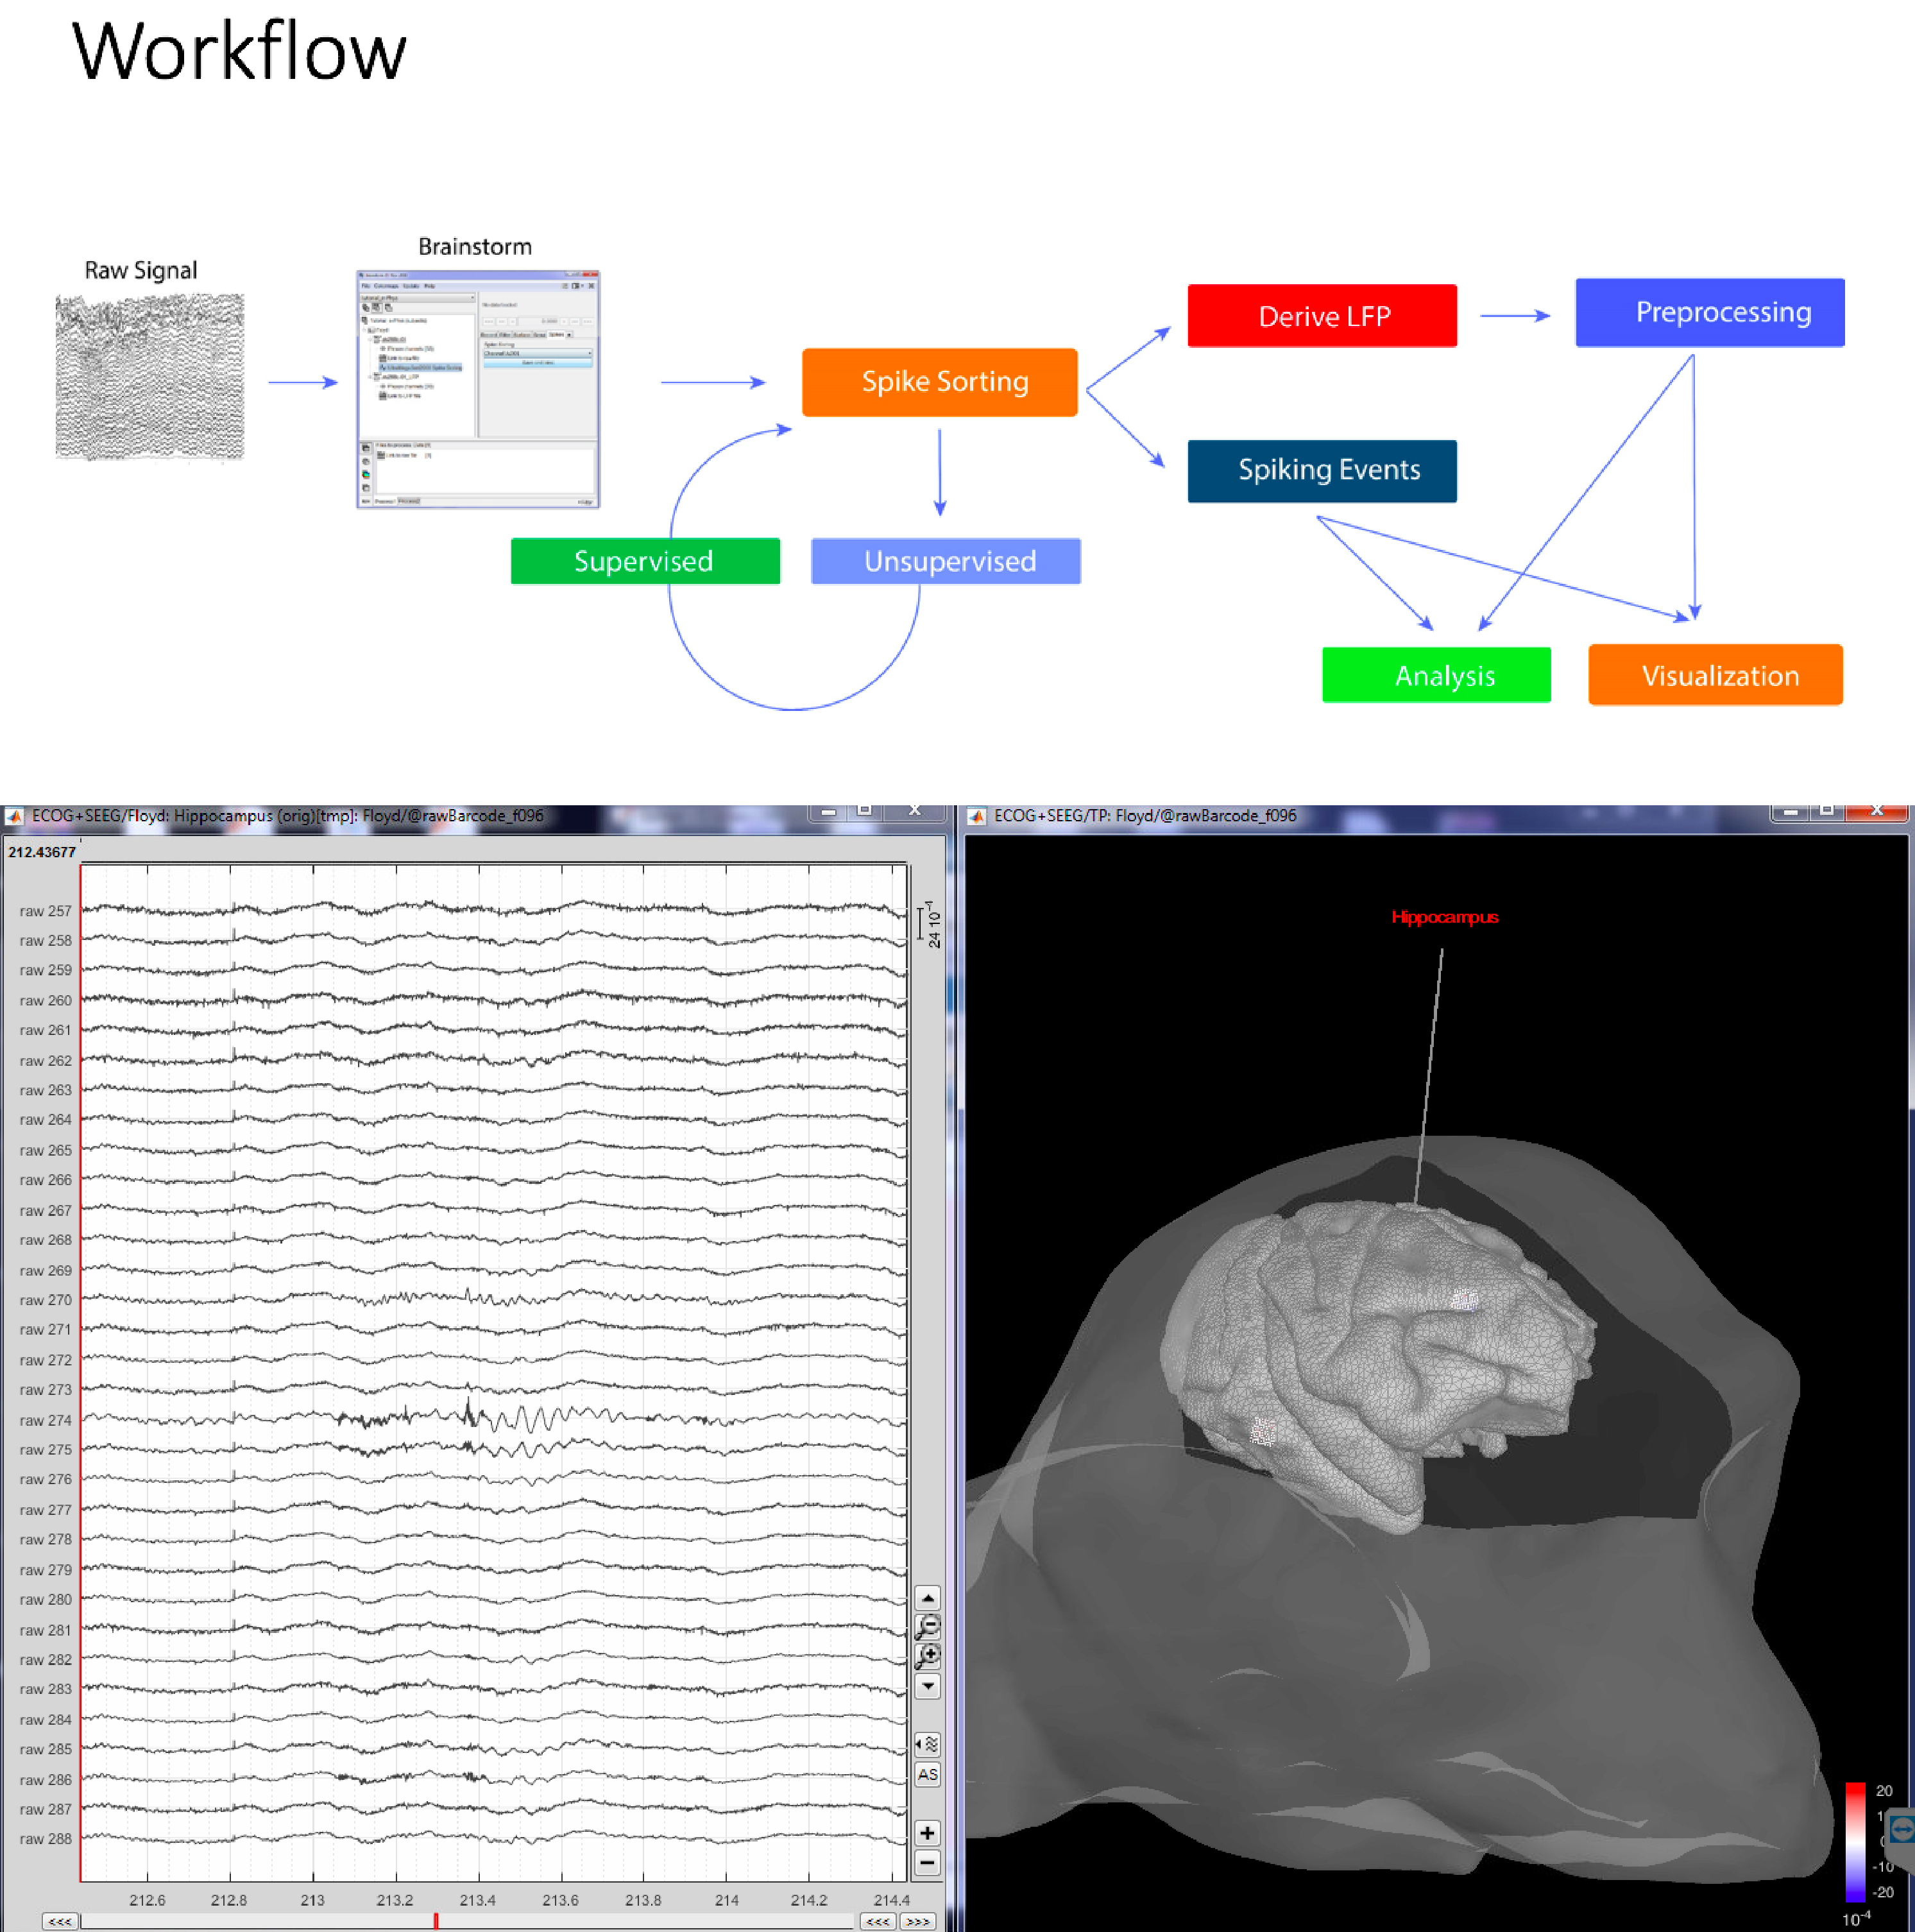 Workflow
Raw Signal
Brainstorm
Spike Sorting
Supervised
Unsupervised
Derive LFP
Preprocessing
Spiking Events
Analysis
Visualization
ECOG+SEEG/Floyd: Hippocampus (orig)[tmp]: Floyd/@rawBarcode_f096
212.43677
24 10-4
raw 257
raw 258
raw 259
raw 260
raw 261
raw 262
raw 263
raw 264
raw 265
raw 266
raw 267
raw 268
raw 269
raw 270
raw 271
raw 272
raw 273
raw 274
raw 275
raw 276
raw 277
raw 278
raw 279
raw 280
raw 281
raw 282
raw 283
raw 284
raw 285
raw 286
raw 287
raw 288
AS
212.6 212.8 213 213.2 213.4 213.6 213.8 214 214.2 214.4
<<< <<< >>>
ECOG+SEEG/TP: Floyd/@rawBarcode_f096
Hippocampus
20
-10
-20
10-4